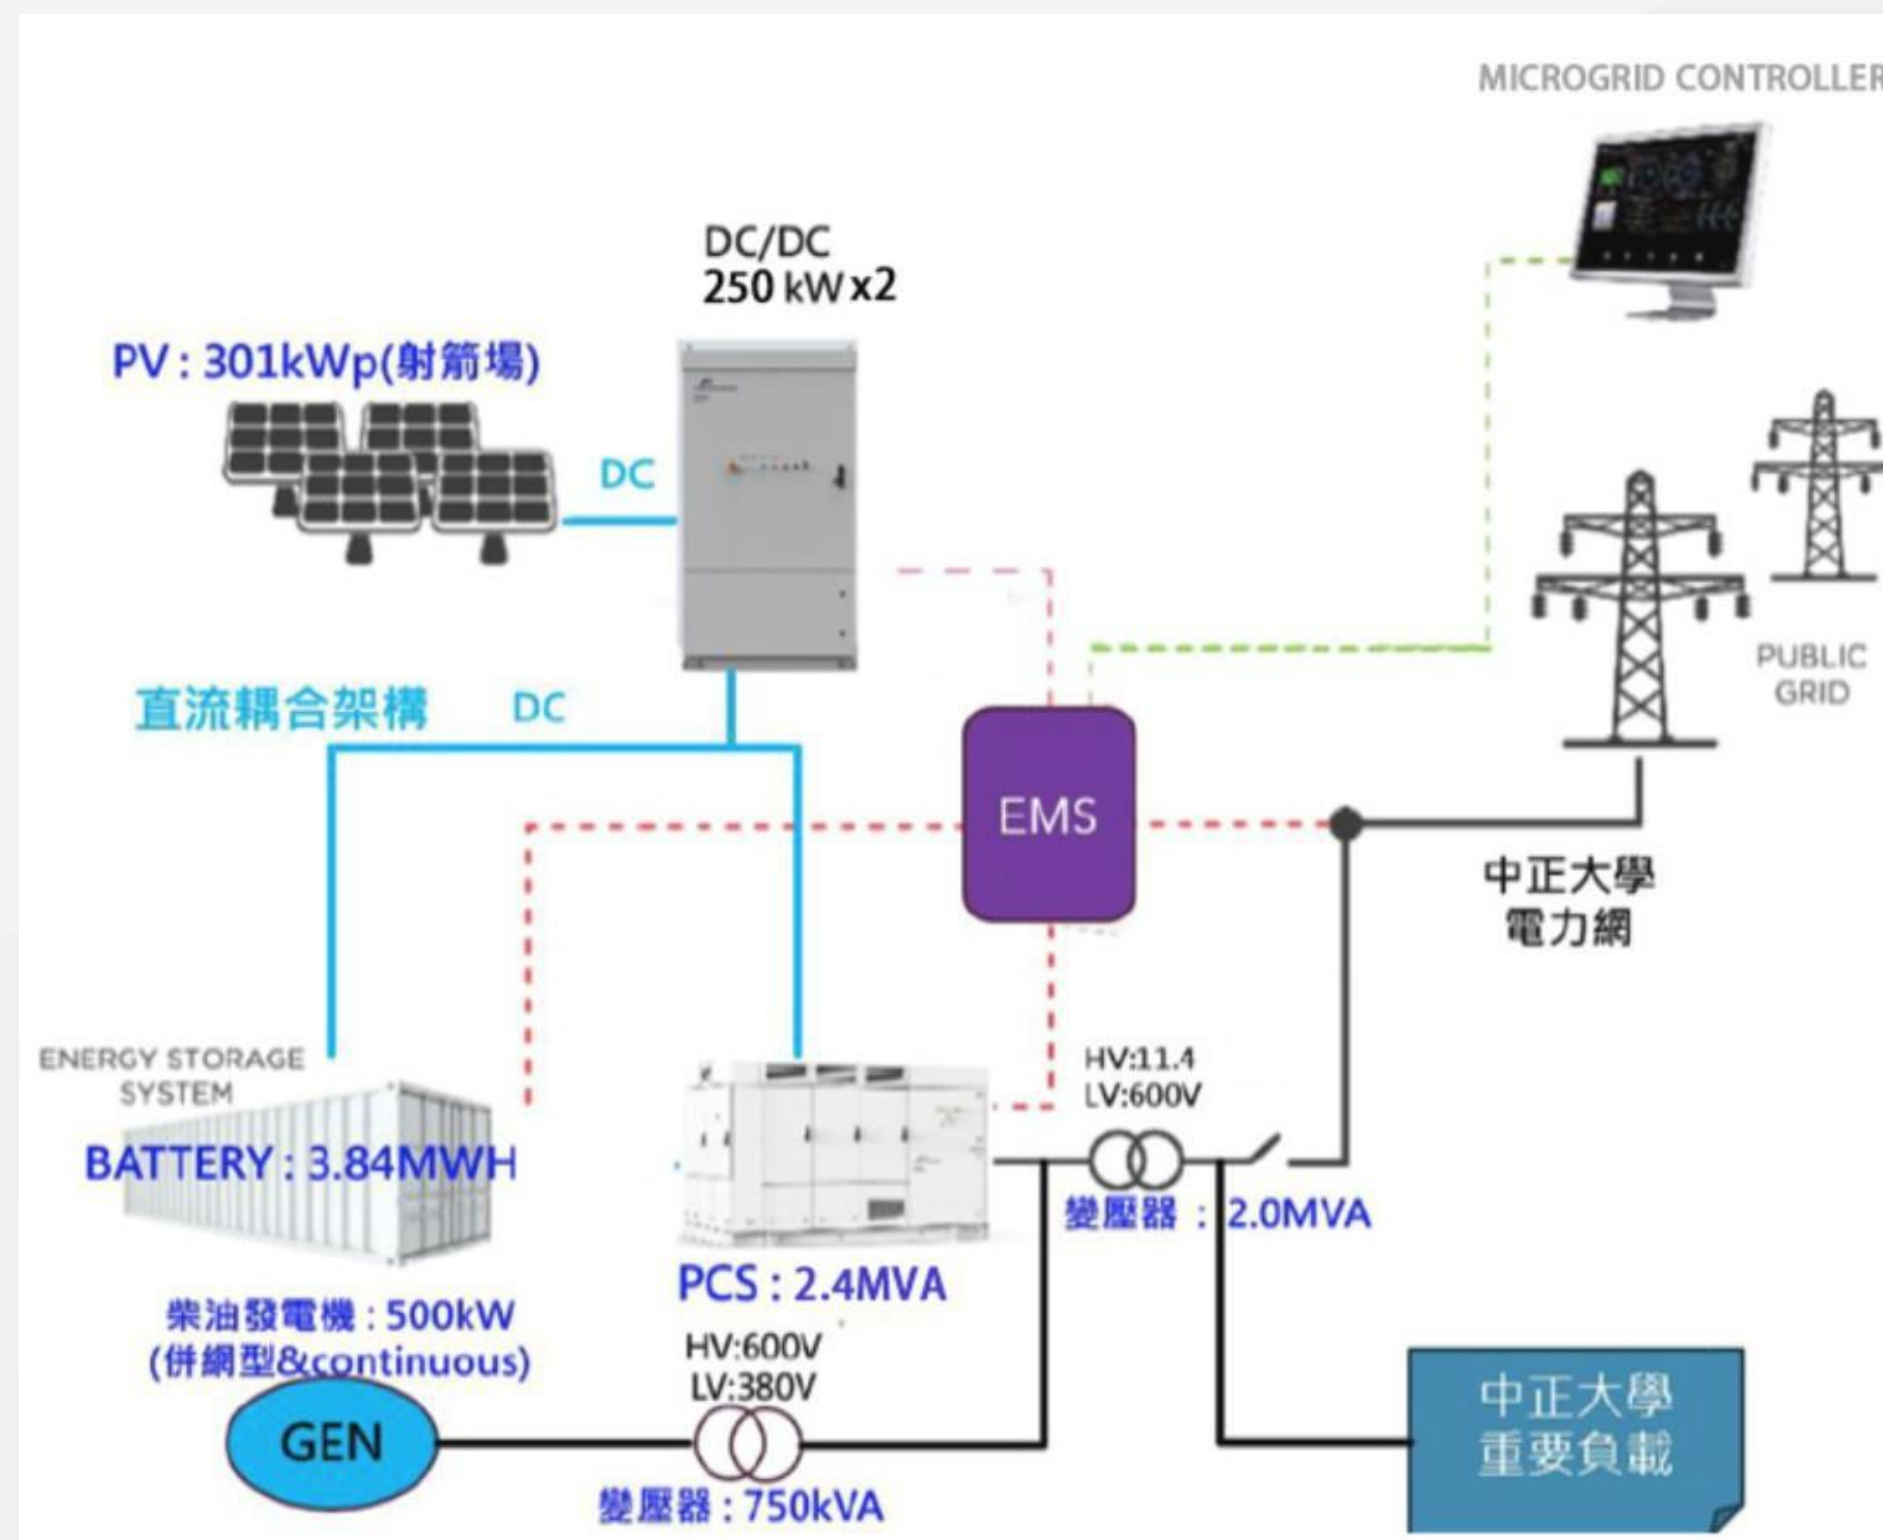 MICROGRID CONTROLLER
DC/DC
250 kW x2
PV : 301kWp(射箭場)
DC
PUBLIC
GRID
直流耦合架構
DC
EMS
中正大學
電力網
ENERGY STORAGE
SYSTEM
BATTERY : 3.84MWH
HV:11.4
LV:600V
變壓器 : 2.0MVA
PCS : 2.4MVA
柴油發電機 : 500kW
(併網型&continuous)
HV:600V
LV:380V
GEN
變壓器 : 750kVA
中正大學
重要負載